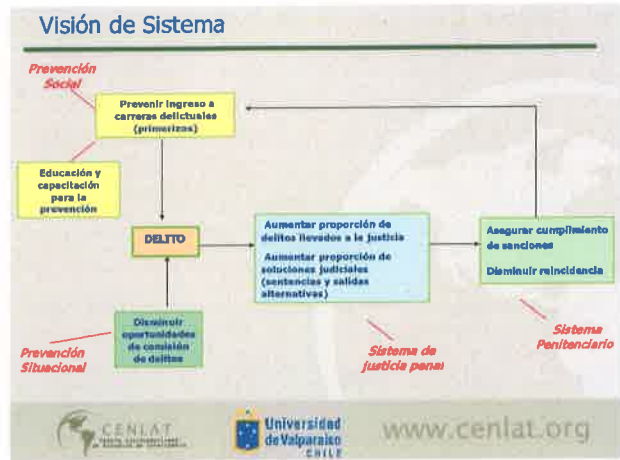 Visión de Sistema
Prevención
Social
Prevenir ingreso a
carreras delictuales
(primerizos)
Educación y
capacitación
para la
prevención
DELITO
Aumentar proporción de
delitos llevados a la justicia
Aumentar proporción de
soluciones judiciales
(sentencias y salidas
alternativas)
Asegurar cumplimiento
de sanciones
Disminuir reincidencia
Disminuir
oportunidades
de comisión de
delitos
Prevención
Situacional
Sistema de
justicia penal
Sistema
Penitenciario
CENLAT
Universidad
de Valparaíso
CHILE
www.cenlat.org